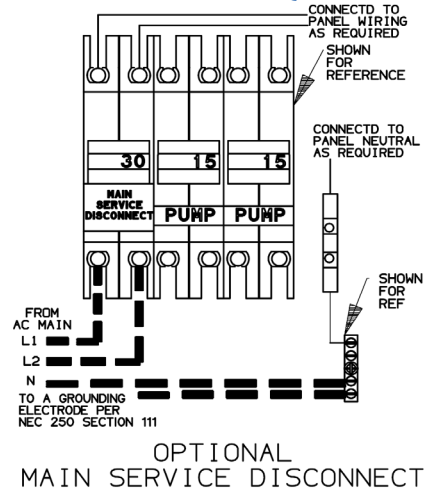 CONNECTD TO
PANEL WIRING
AS REQUIRED
SHOWN
FOR
REFERENCE
CONNECTD TO
PANEL NEUTRAL
AS REQUIRED
30 15 15
MAIN
SERVICE
DISCONNECT
PUMP PUMP
SHOWN
FOR
REF
FROM
AC MAIN
L1
L2
N
TO A GROUNDING
ELECTRODE PER
NEC 250 SECTION 111
OPTIONAL
MAIN SERVICE DISCONNECT